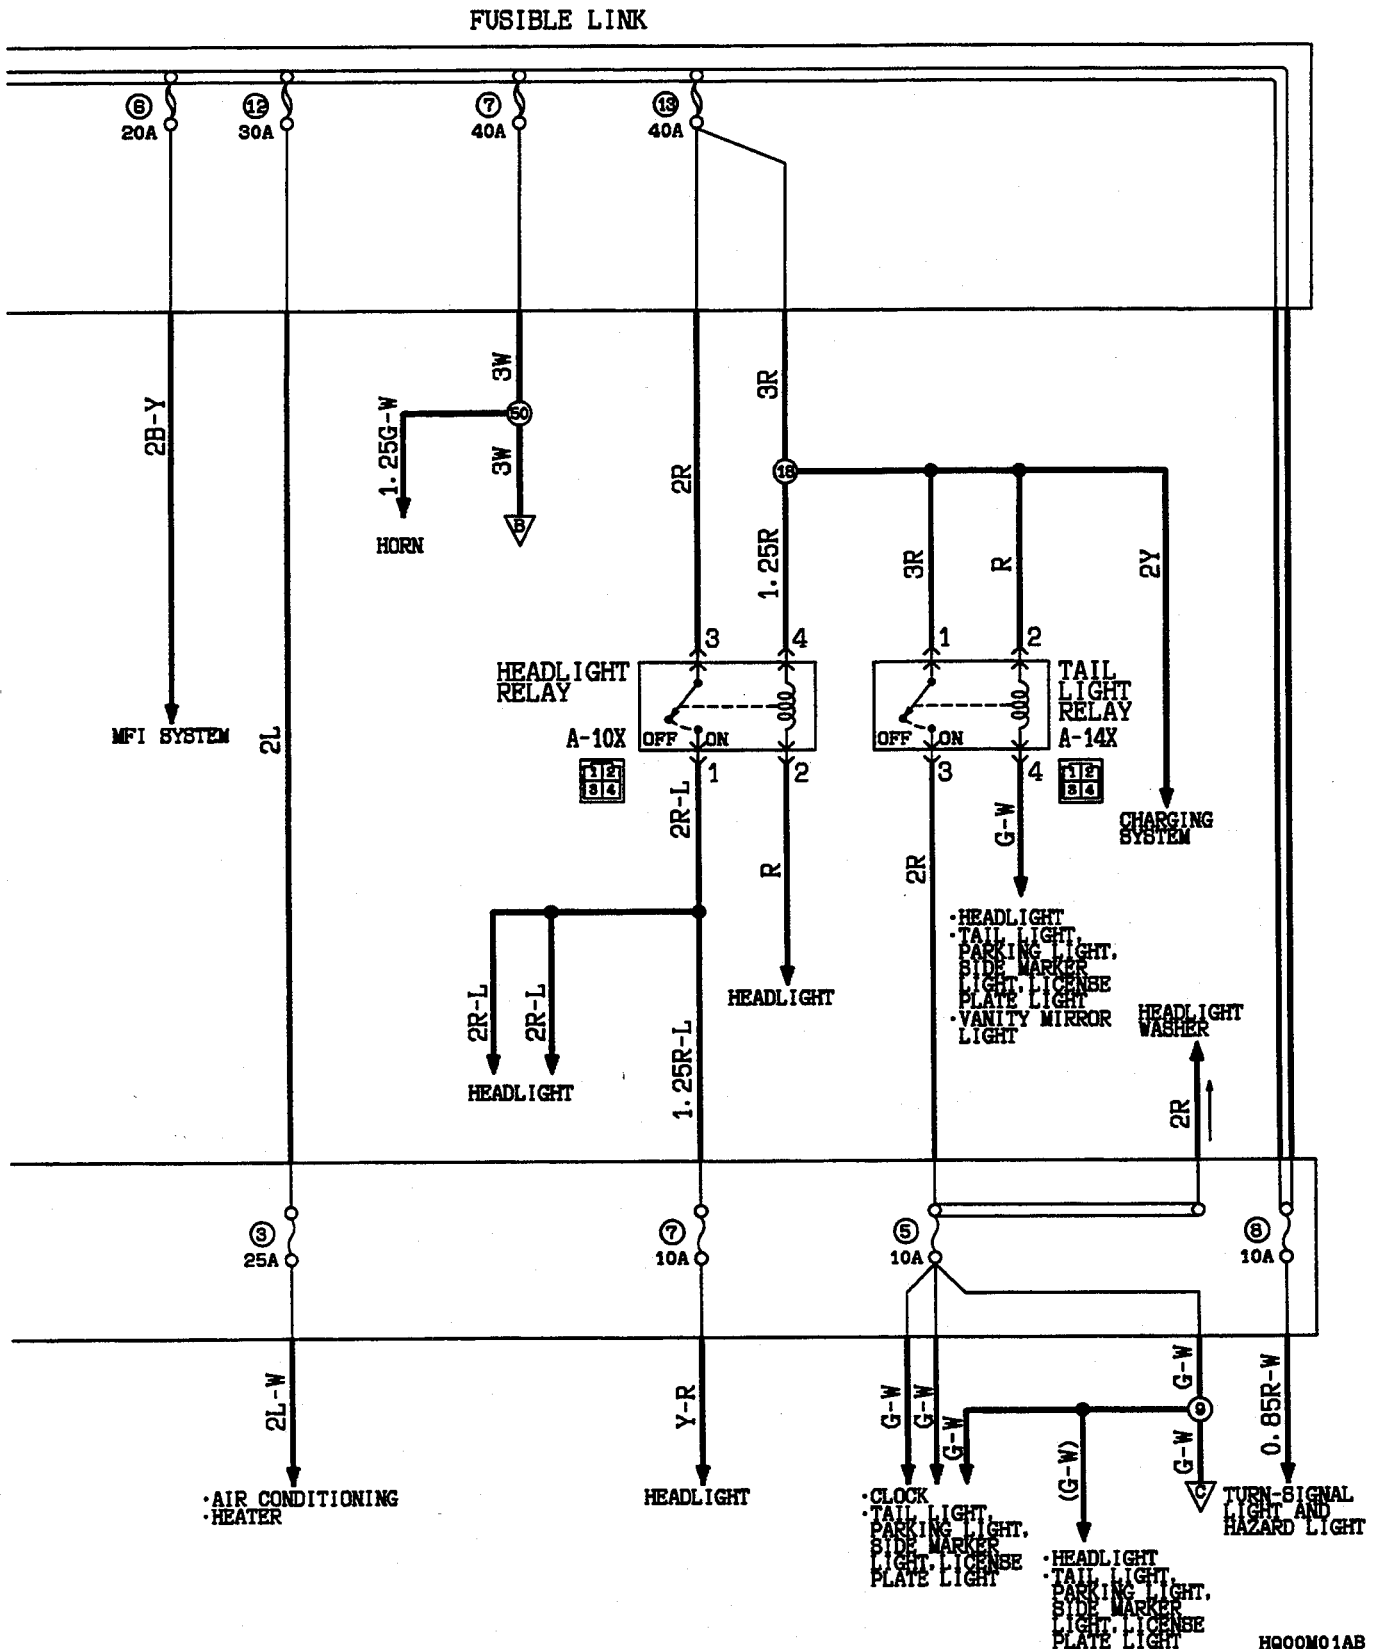 FUSIBLE LINK
6
20A
12
30A
7
40A
13
40A
2B-Y
1.25G-W
3W
50
3W
B
HORN
2R
3R
18
1.25R
3R
R
2Y
MFI SYSTEM
2L
HEADLIGHT
RELAY
A-10X
1 2
3 4
3
4
OFF
ON
1
2
1
2
OFF
ON
3
4
TAIL
LIGHT
RELAY
A-14X
1 2
3 4
CHARGING
SYSTEM
2R-L
R
2R
G-W
·HEADLIGHT
·TAIL LIGHT,
PARKING LIGHT,
SIDE MARKER
LIGHT, LICENSE
PLATE LIGHT
·VANITY MIRROR
LIGHT
HEADLIGHT
2R-L
2R-L
HEADLIGHT
1.25R-L
HEADLIGHT
WASHER
2R
3
25A
7
10A
5
10A
8
10A
2L-W
Y-R
G-W
G-W
G-W
(G-W)
G-W
9
G-W
C
0.85R-W
·AIR CONDITIONING
·HEATER
HEADLIGHT
·CLOCK
·TAIL LIGHT,
PARKING LIGHT,
SIDE MARKER
LIGHT, LICENSE
PLATE LIGHT
·HEADLIGHT
·TAIL LIGHT,
PARKING LIGHT,
SIDE MARKER
LIGHT, LICENSE
PLATE LIGHT
TURN-SIGNAL
LIGHT AND
HAZARD LIGHT
HQ00M01AB